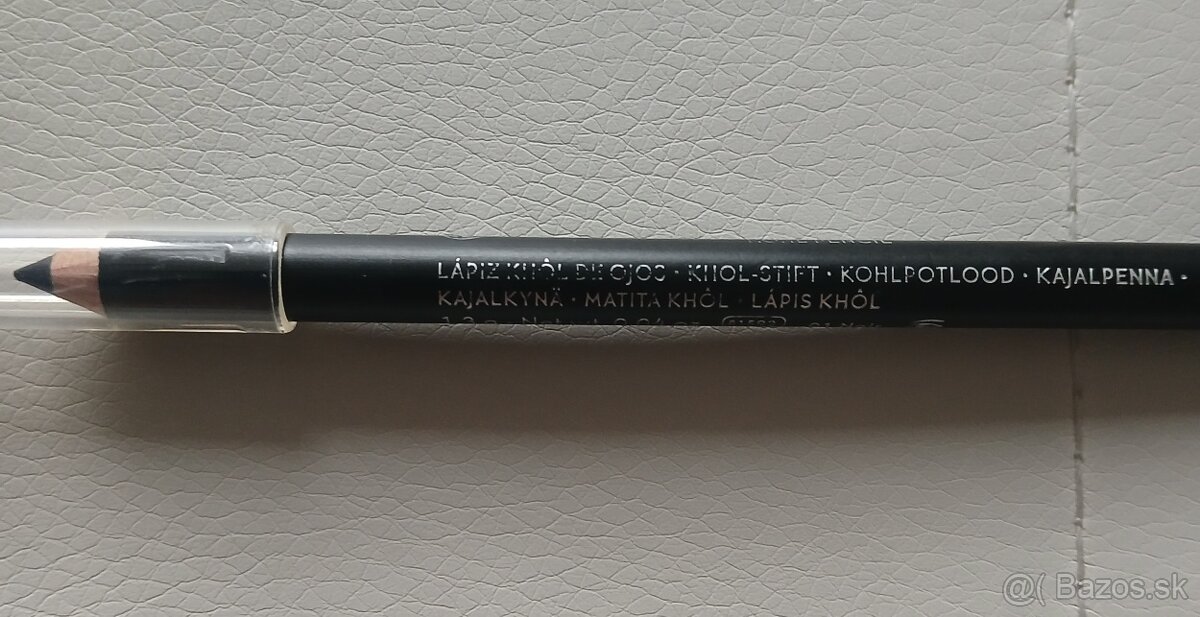 LÁPIZ KHÔL DE OJOS · KHOL-STIFT · KOHLPOTLOOD · KAJALPENNA ·
KAJALKYNÄ · MATITA KHÔL · LÁPIS KHÔL
@( Bazos.sk